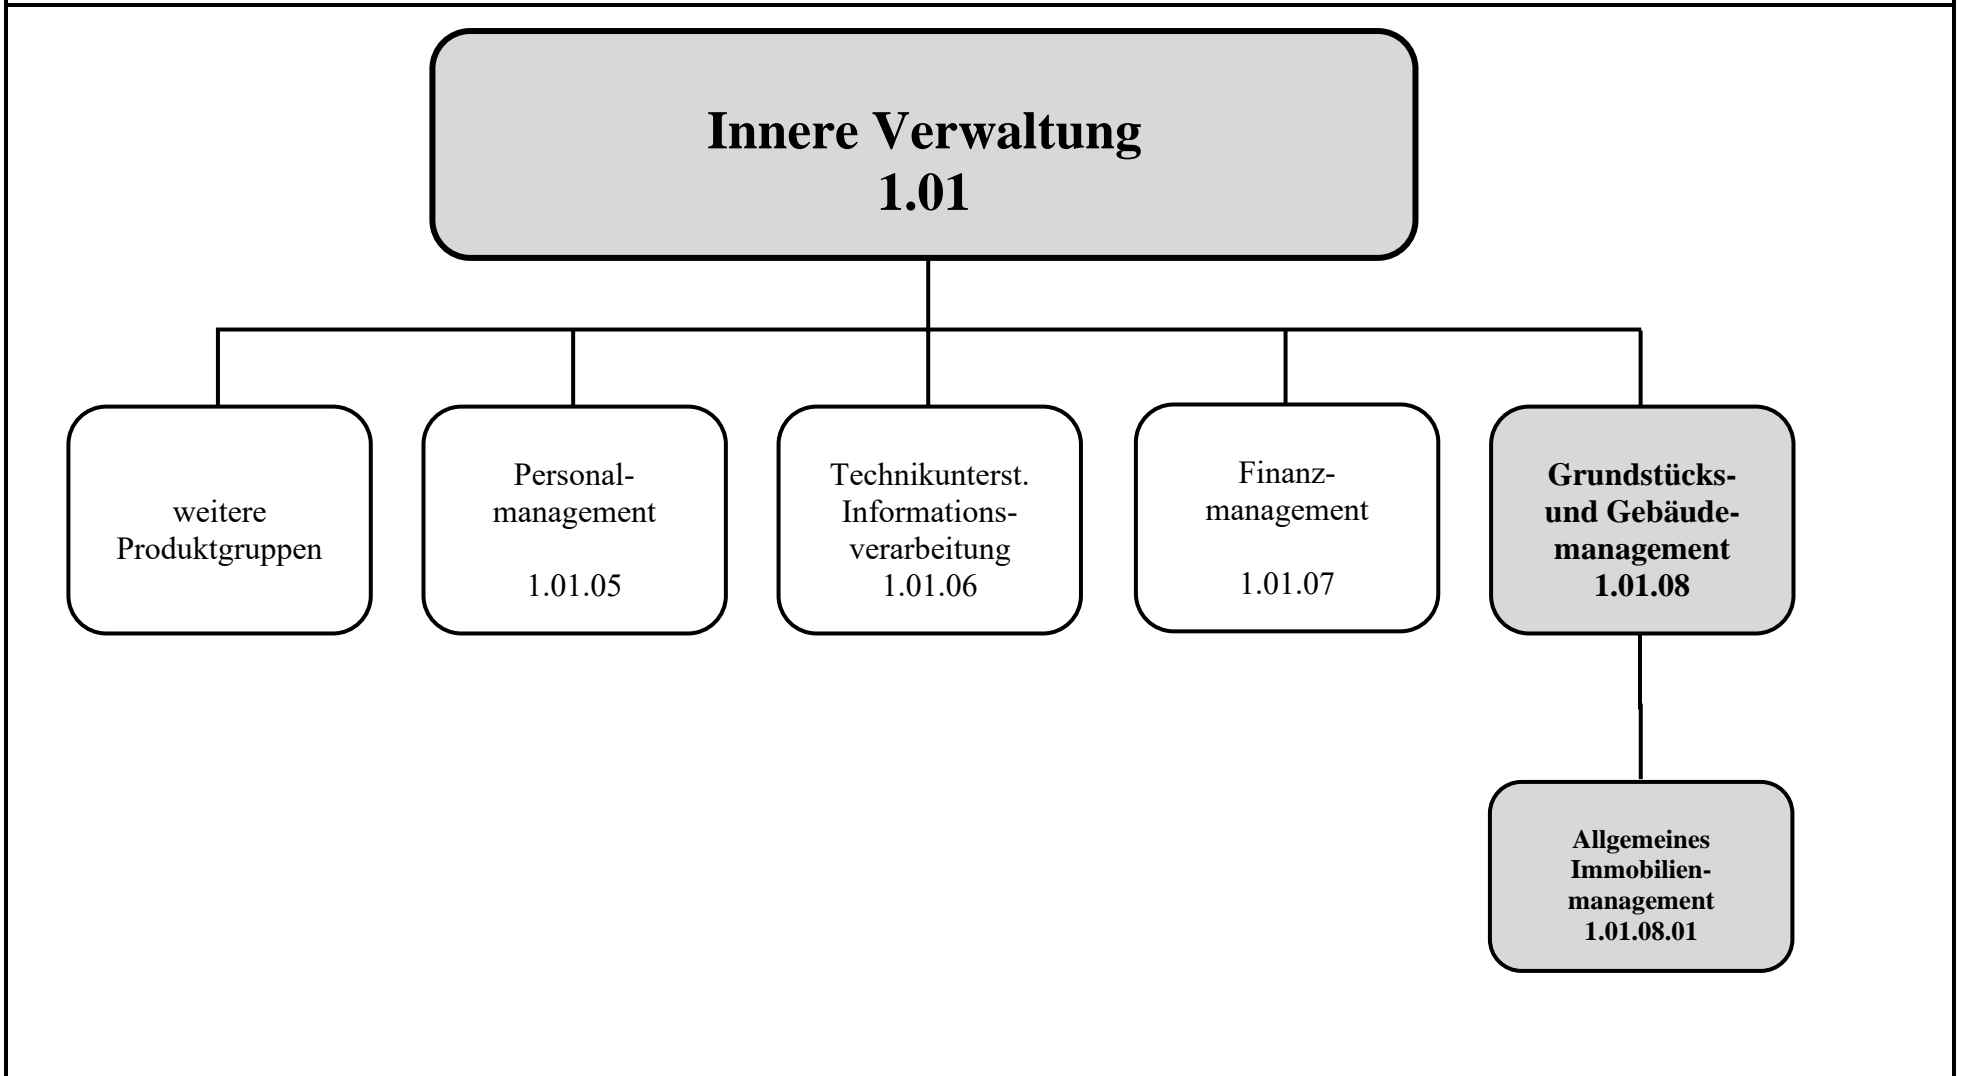 Innere Verwaltung
1.01
weitere
Produktgruppen
Personal-
management
1.01.05
Technikunterst.
Informations-
verarbeitung
1.01.06
Finanz-
management
1.01.07
Grundstücks-
und Gebäude-
management
1.01.08
Allgemeines
Immobilien-
management
1.01.08.01